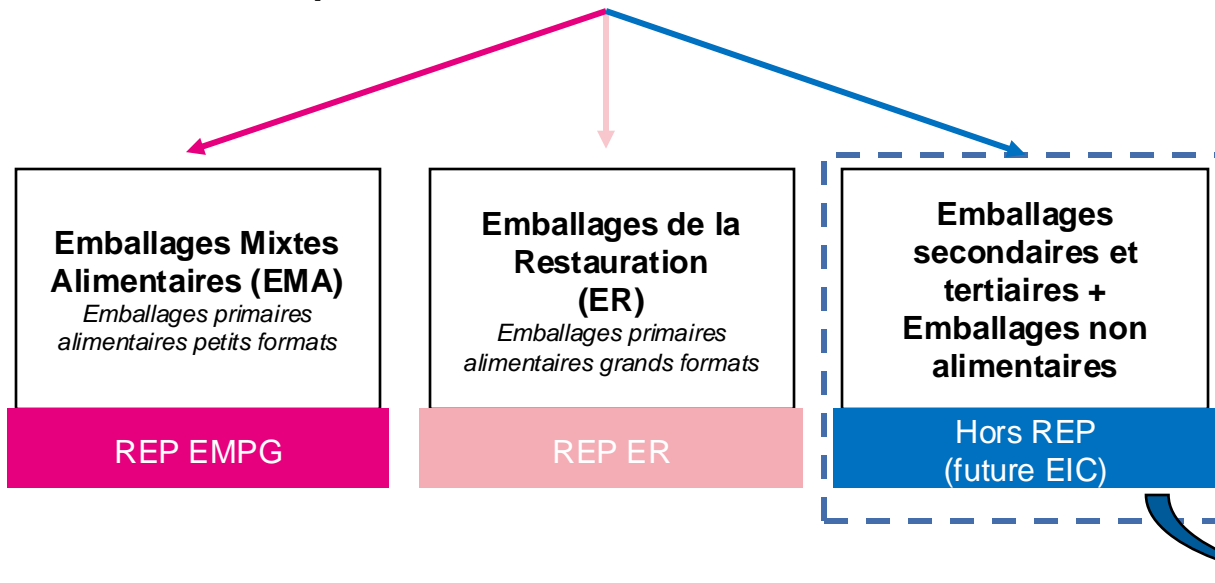 Emballages Mixtes
Alimentaires (EMA)
Emballages primaires
alimentaires petits formats
REP EMPG
Emballages de la
Restauration
(ER)
Emballages primaires
alimentaires grands formats
REP ER
Emballages
secondaires et
tertiaires +
Emballages non
alimentaires
Hors REP
(future EIC)